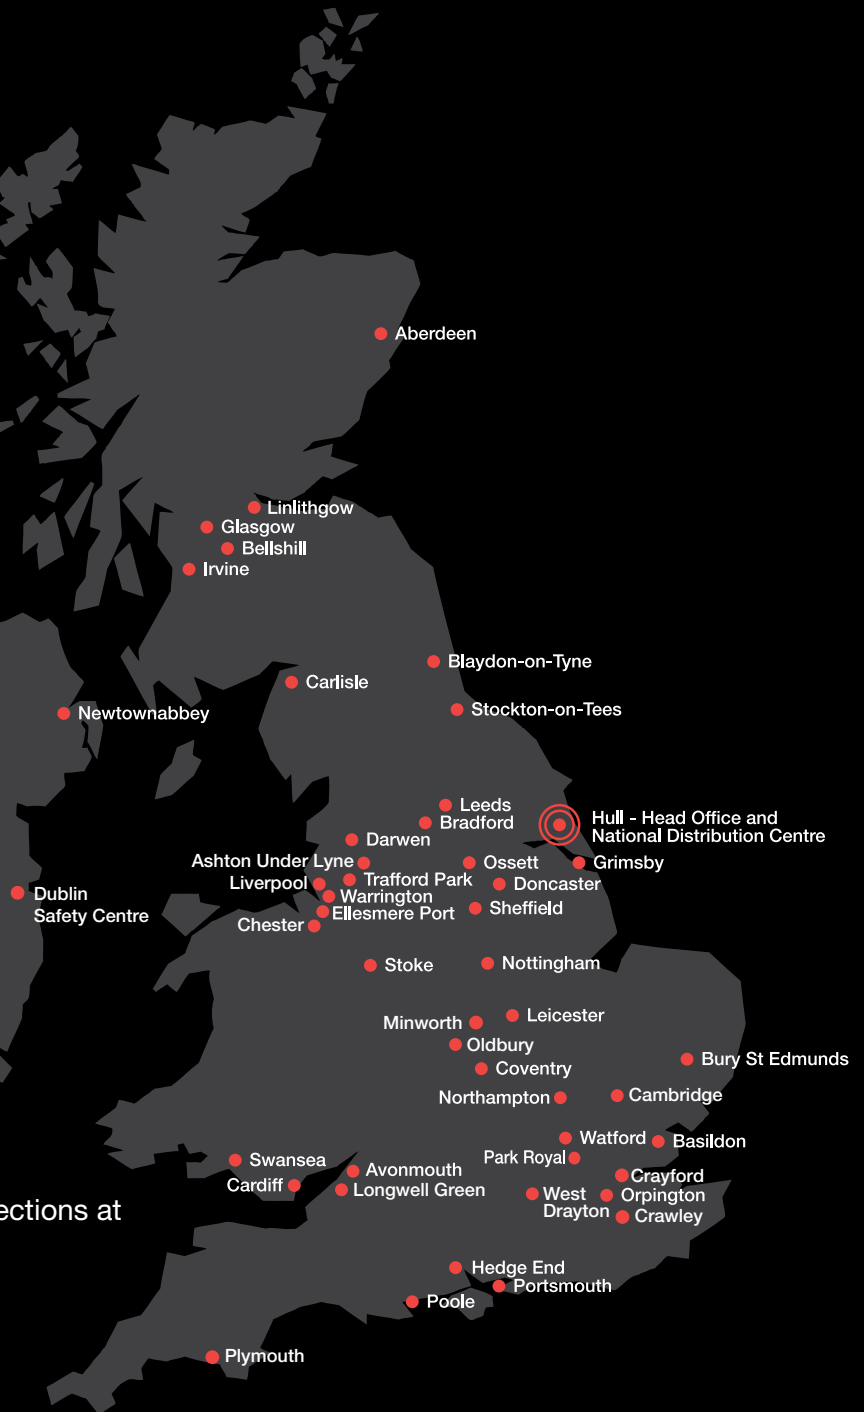 Aberdeen
Linlithgow
Glasgow
Bellshill
Irvine
Blaydon-on-Tyne
Carlisle
Stockton-on-Tees
Newtownabbey
Leeds
Bradford
Hull - Head Office and
National Distribution Centre
Darwen
Ashton Under Lyne
Ossett
Grimsby
Liverpool
Trafford Park
Doncaster
Dublin
Safety Centre
Warrington
Ellesmere Port
Sheffield
Chester
Stoke
Nottingham
Leicester
Minworth
Oldbury
Coventry
Bury St Edmunds
Northampton
Cambridge
Watford
Basildon
Park Royal
Swansea
Avonmouth
Crayford
Cardiff
Longwell Green
West
Drayton
Orpington
Crawley
ections at
Hedge End
Portsmouth
Poole
Plymouth